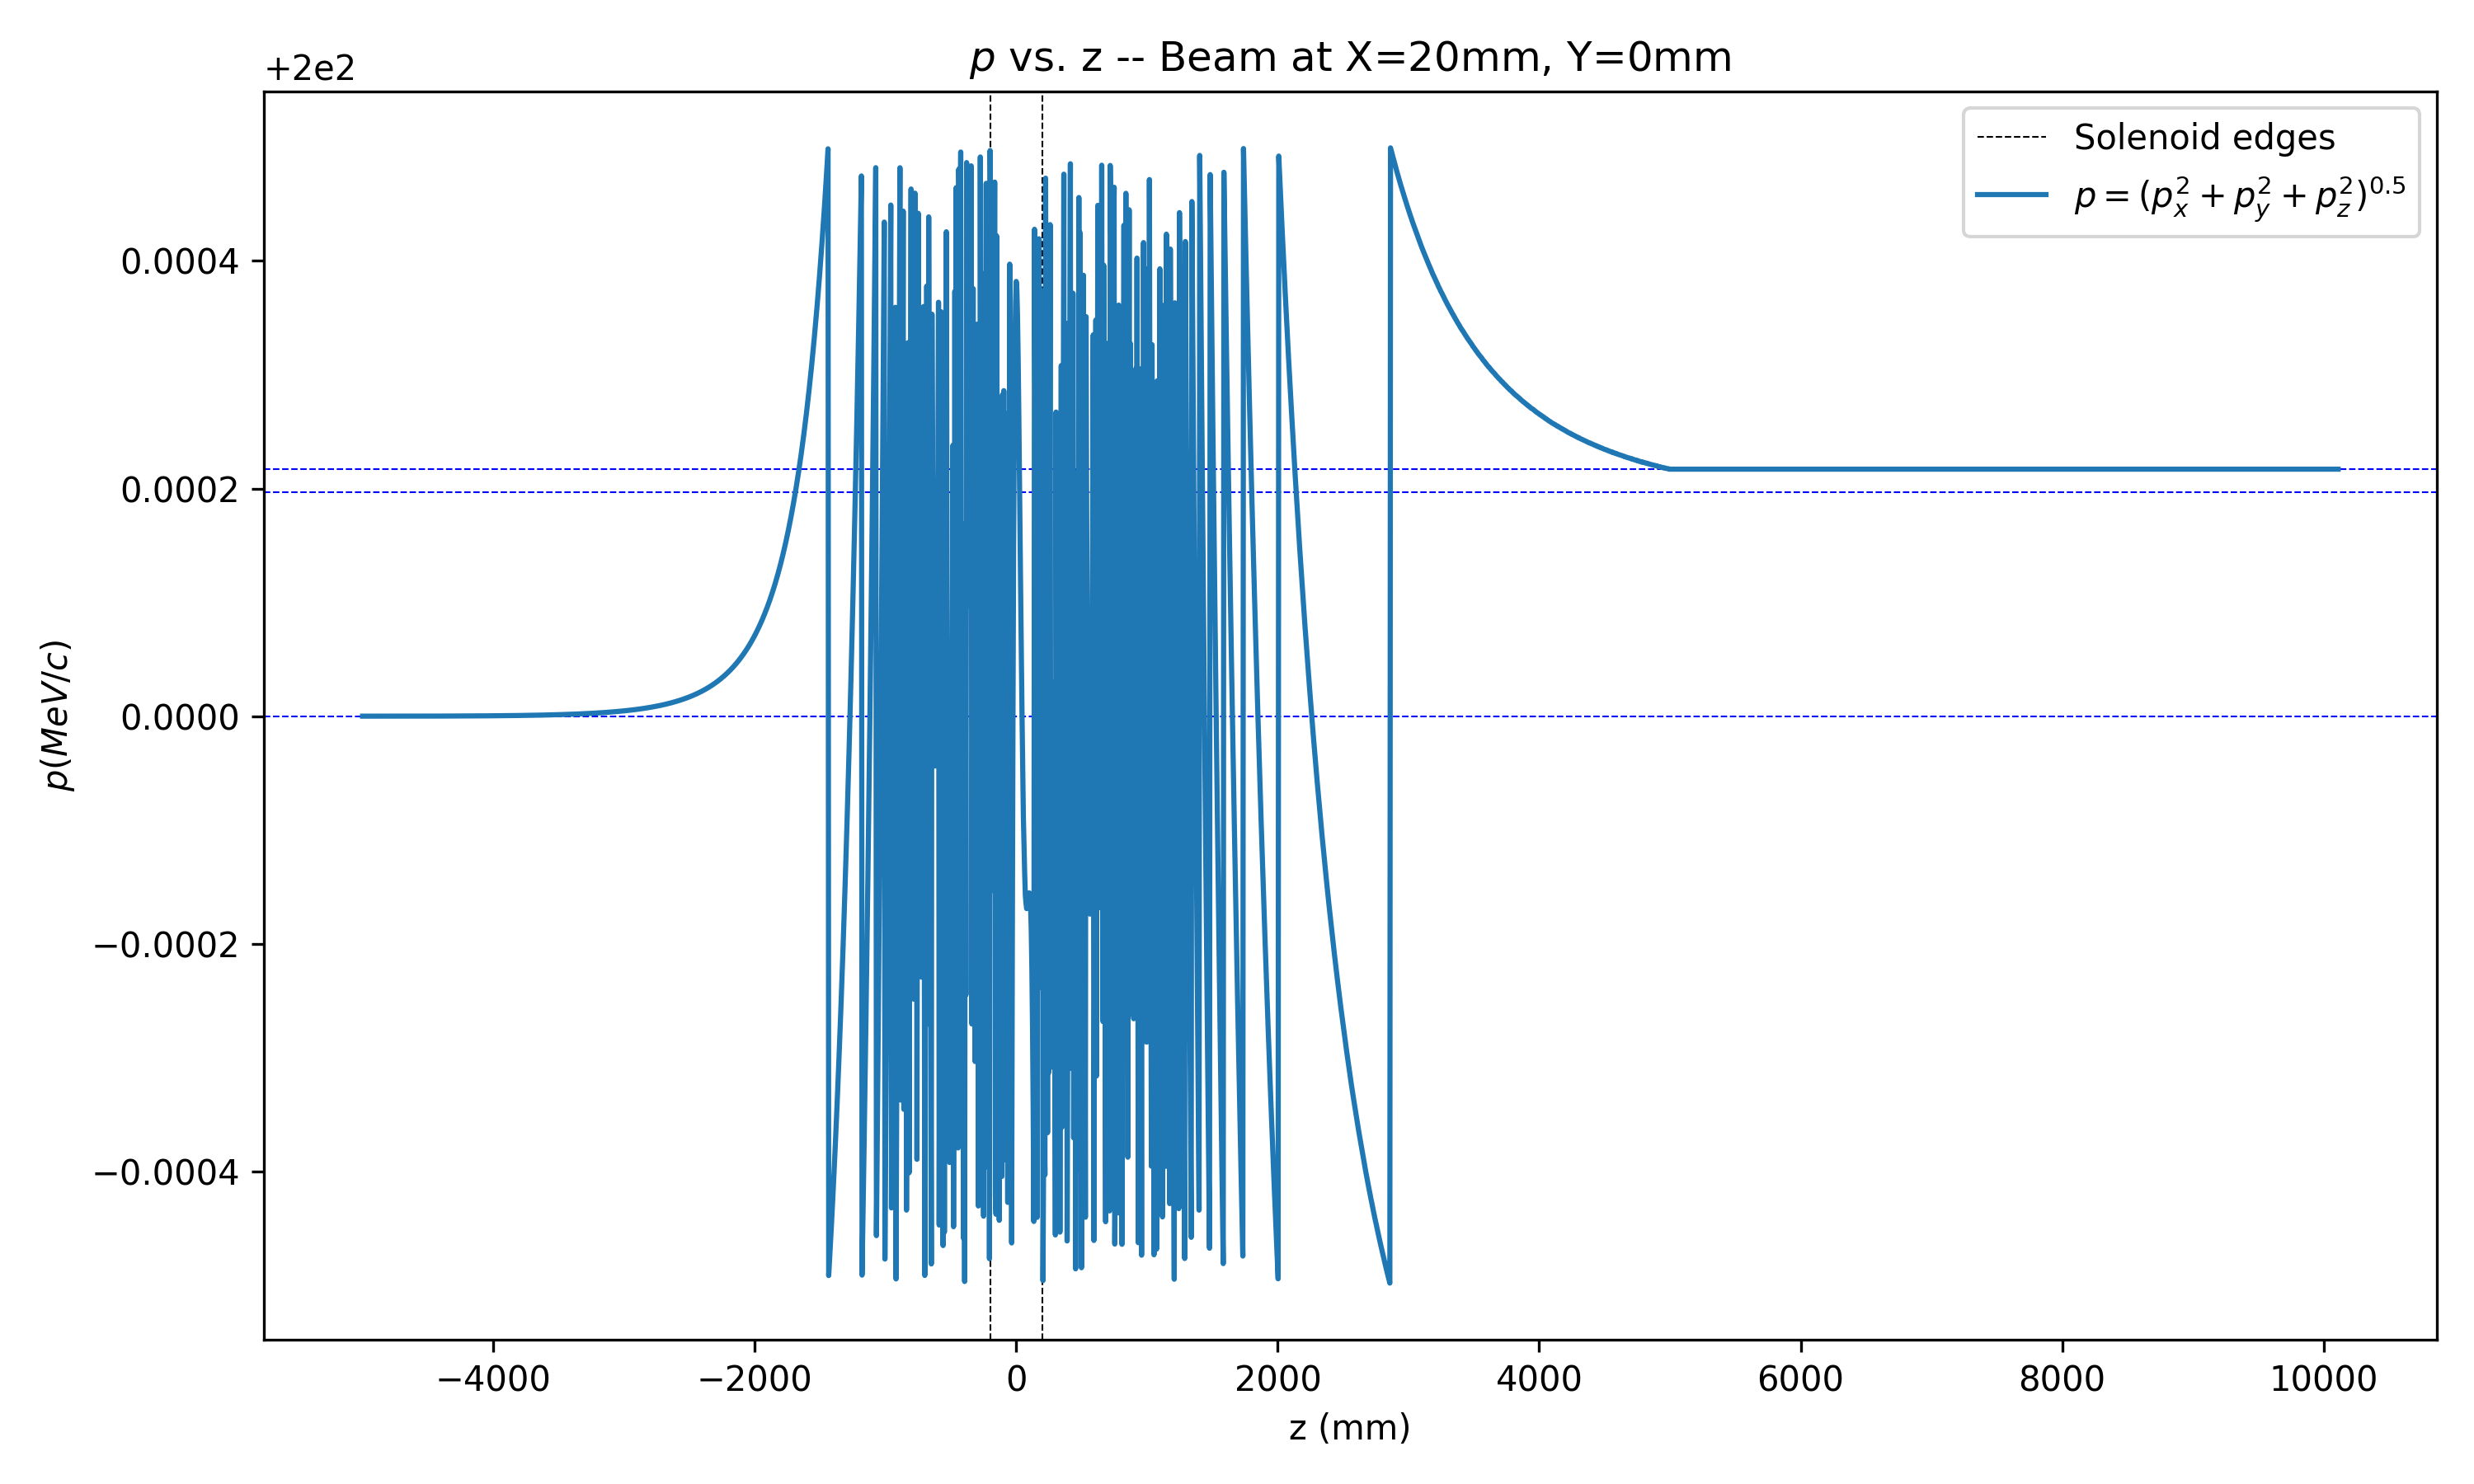 p vs. z -- Beam at X=20mm, Y=0mm
+2e2
Solenoid edges
p = (p_x^2 + p_y^2 + p_z^2)^0.5
0.0004
0.0002
0.0000
−0.0002
−0.0004
p(MeV/c)
−4000 −2000 0 2000 4000 6000 8000 10000
z (mm)